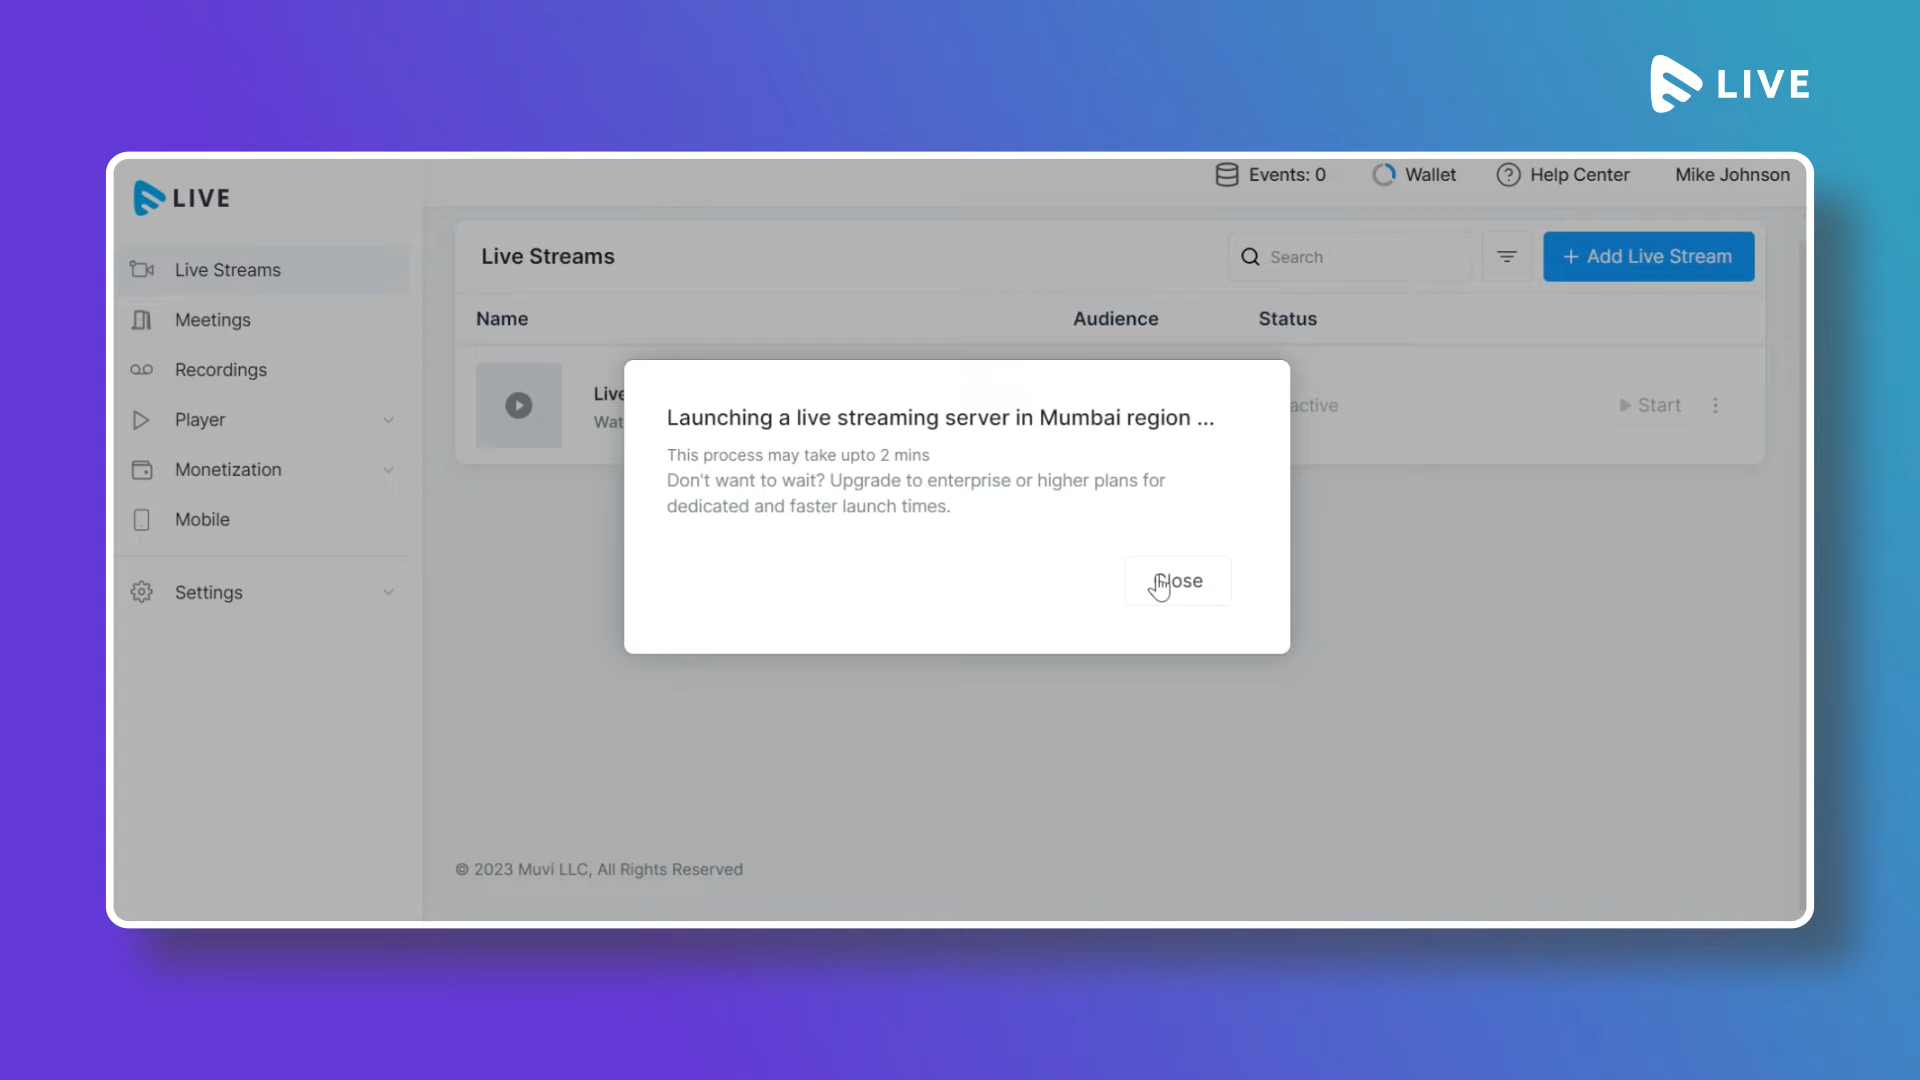 LIVE
LIVE
Events: 0
Wallet
Help Center
Mike Johnson
Live Streams
Meetings
Recordings
Player
Monetization
Mobile
Settings
Live Streams
Search
+ Add Live Stream
Name
Audience
Status
Live
Wat
active
Start
Launching a live streaming server in Mumbai region ...
This process may take upto 2 mins
Don't want to wait? Upgrade to enterprise or higher plans for
dedicated and faster launch times.
Close
© 2023 Muvi LLC, All Rights Reserved